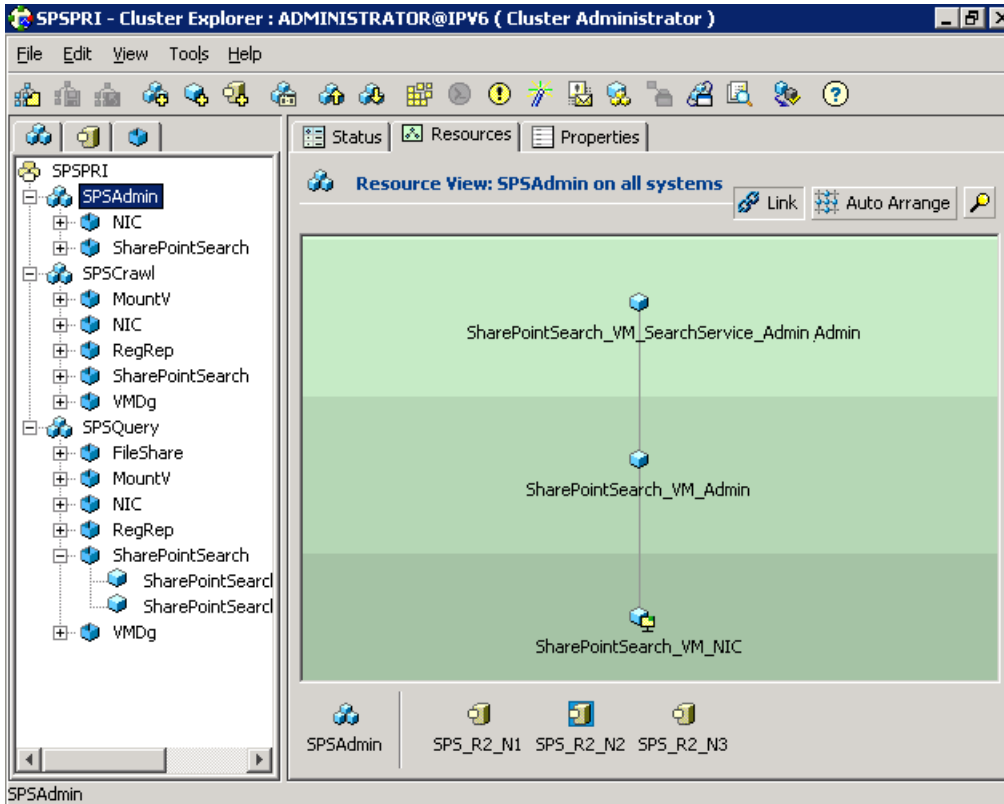 SPSPRI - Cluster Explorer : ADMINISTRATOR@IPV6 ( Cluster Administrator )
File Edit View Tools Help
Status Resources Properties
SPSPRI
SPSAdmin
NIC
SharePointSearch
SPSCrawl
MountV
NIC
RegRep
SharePointSearch
VMDg
SPSQuery
FileShare
MountV
NIC
RegRep
SharePointSearch
SharePointSearcl
SharePointSearcl
VMDg
Resource View: SPSAdmin on all systems
Link Auto Arrange
SharePointSearch_VM_SearchService_Admin Admin
SharePointSearch_VM_Admin
SharePointSearch_VM_NIC
SPSAdmin SPS_R2_N1 SPS_R2_N2 SPS_R2_N3
SPSAdmin